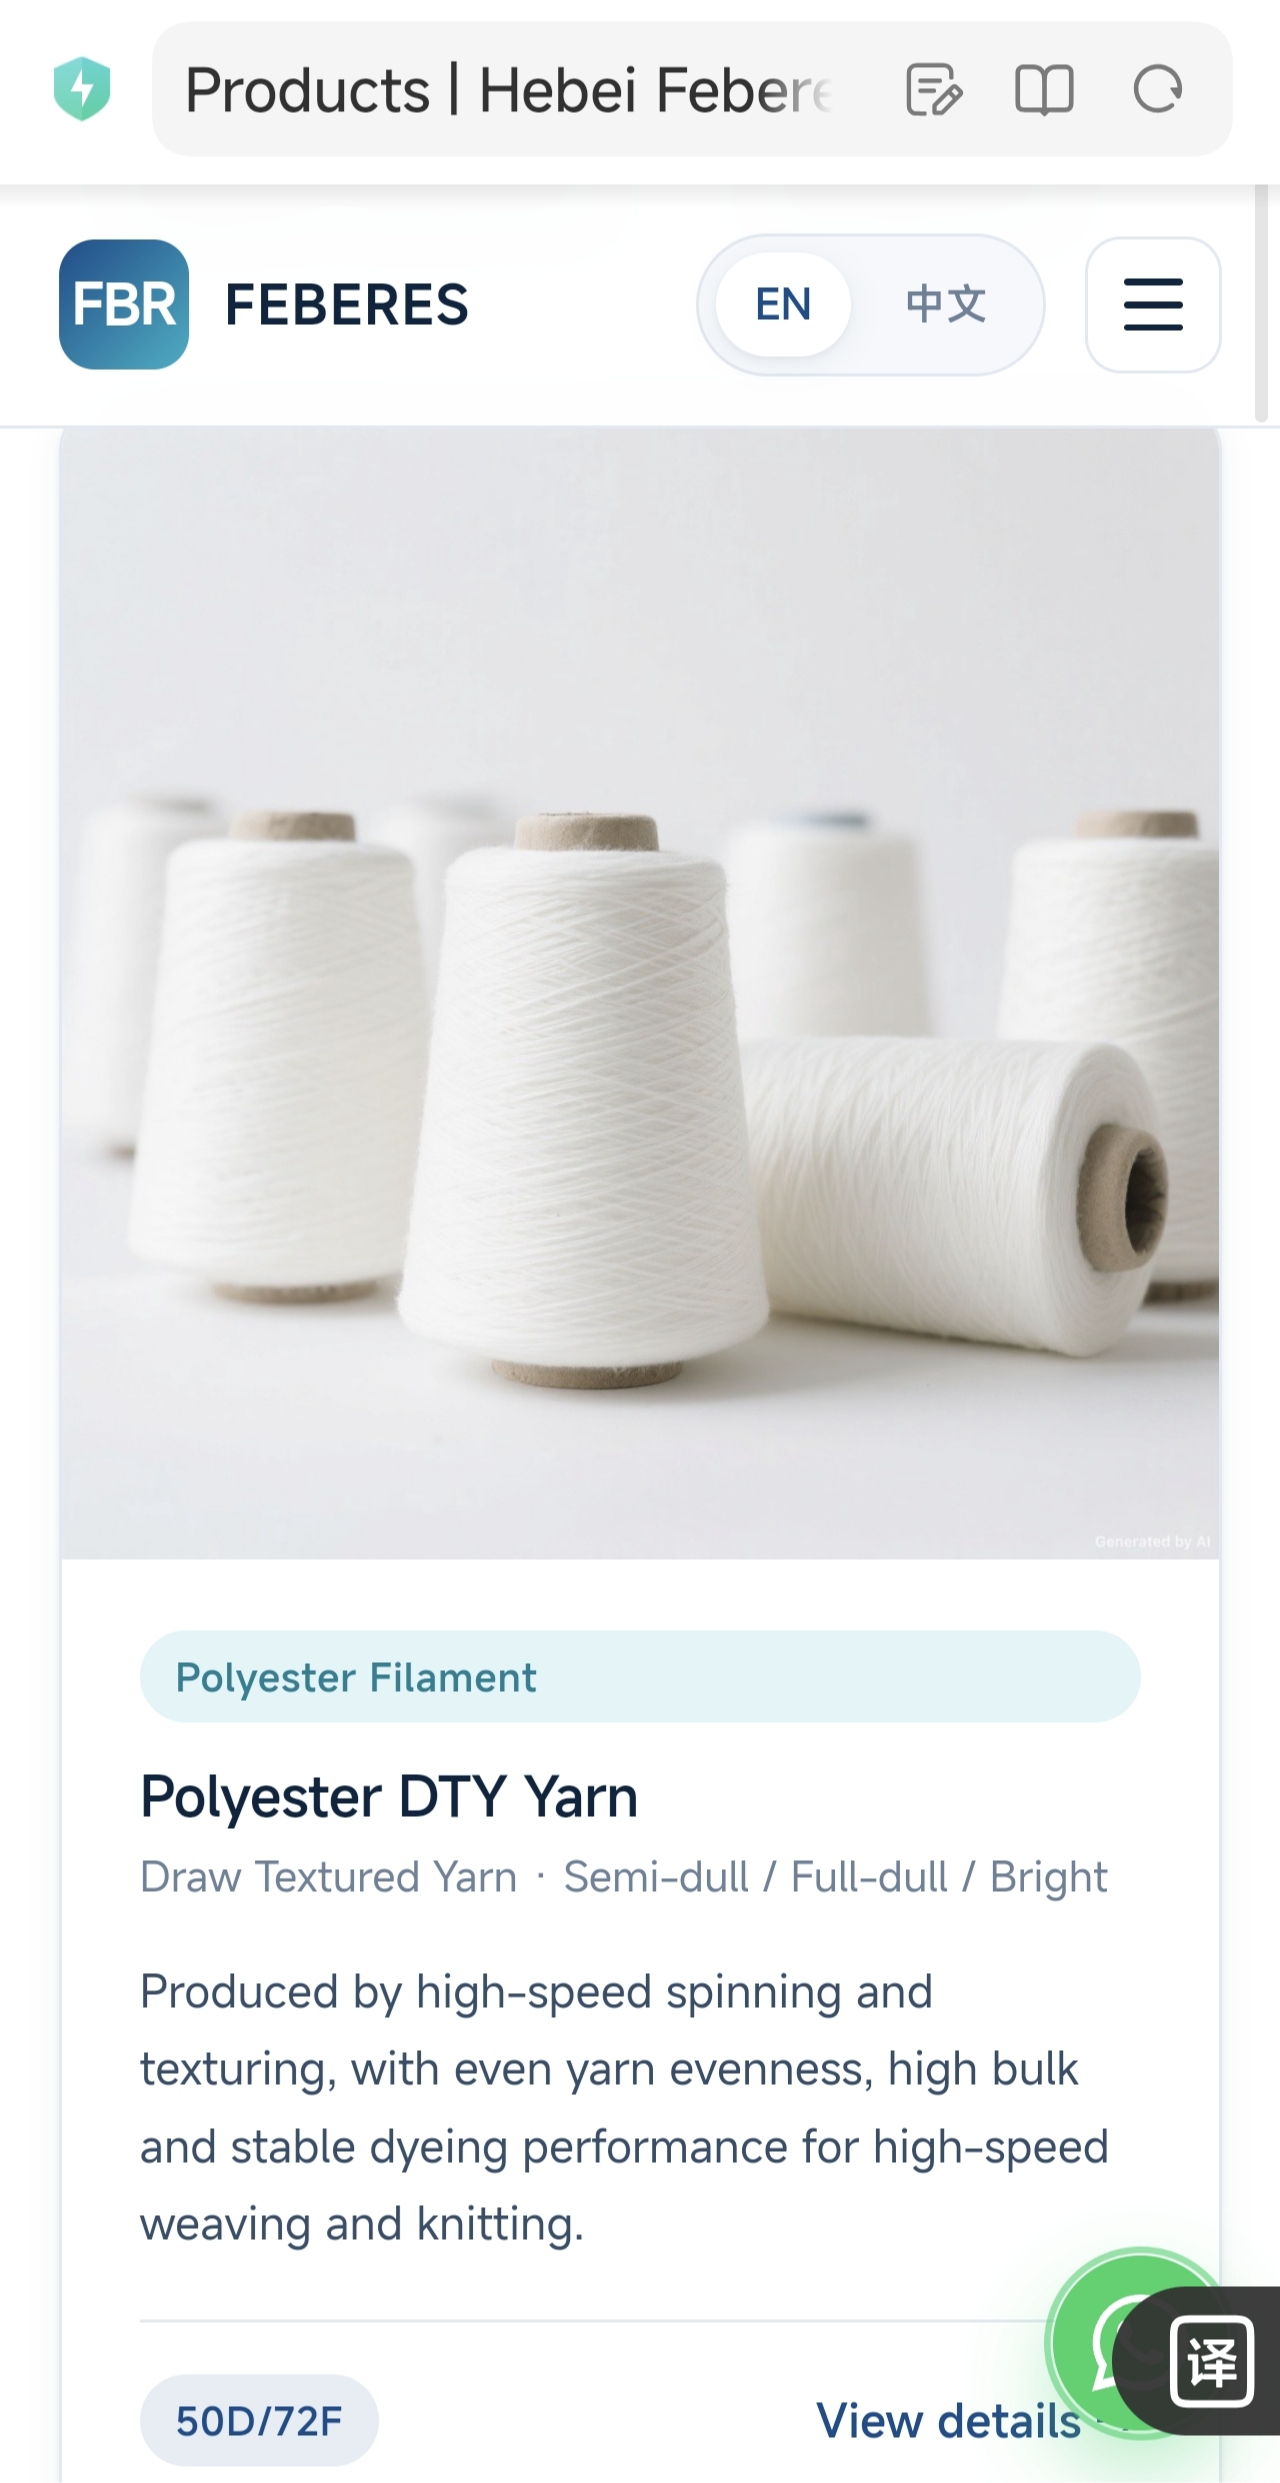 Products | Hebei Febere
FBR FEBERES EN 中文
Generated by AI
Polyester Filament
Polyester DTY Yarn
Draw Textured Yarn · Semi-dull / Full-dull / Bright
Produced by high-speed spinning and
texturing, with even yarn evenness, high bulk
and stable dyeing performance for high-speed
weaving and knitting.
50D/72F View details
译